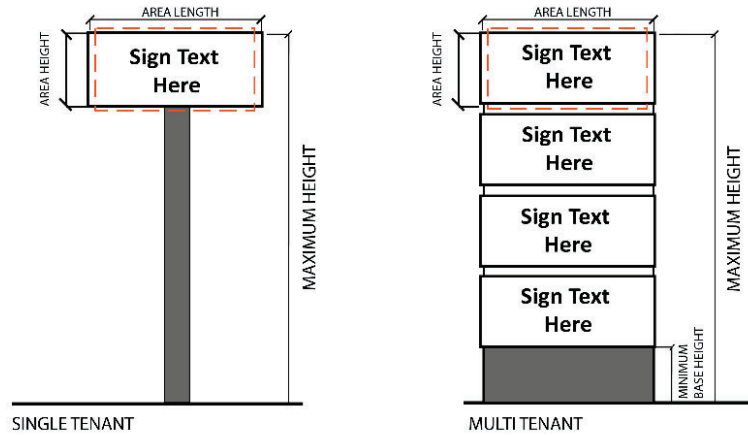 AREA LENGTH
AREA HEIGHT
Sign Text
Here
MAXIMUM HEIGHT
SINGLE TENANT
AREA LENGTH
AREA HEIGHT
Sign Text
Here
Sign Text
Here
Sign Text
Here
Sign Text
Here
MAXIMUM HEIGHT
MINIMUM
BASE HEIGHT
MULTI TENANT